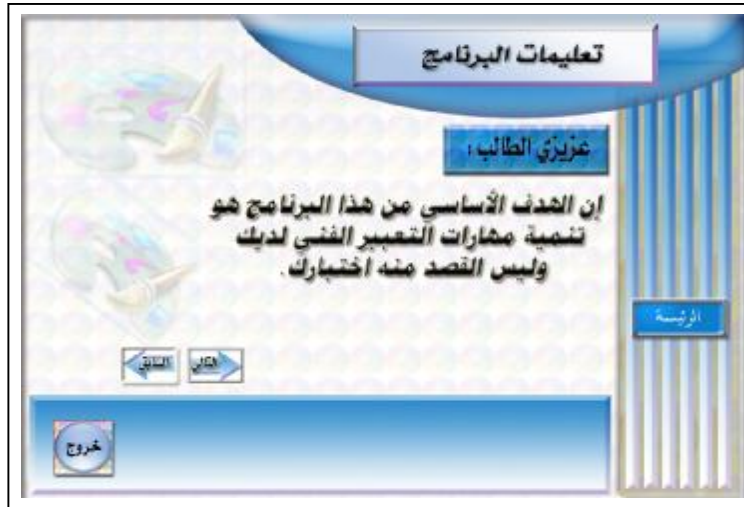 تعليمات البرنامج
عزيزي الطالب :
إن الهدف الأساسي من هذا البرنامج هو
تنمية مهارات التعبير الفني لديك
وليس القصد منه اختبارك .
الرئيسة
التالي
السابق
خروج